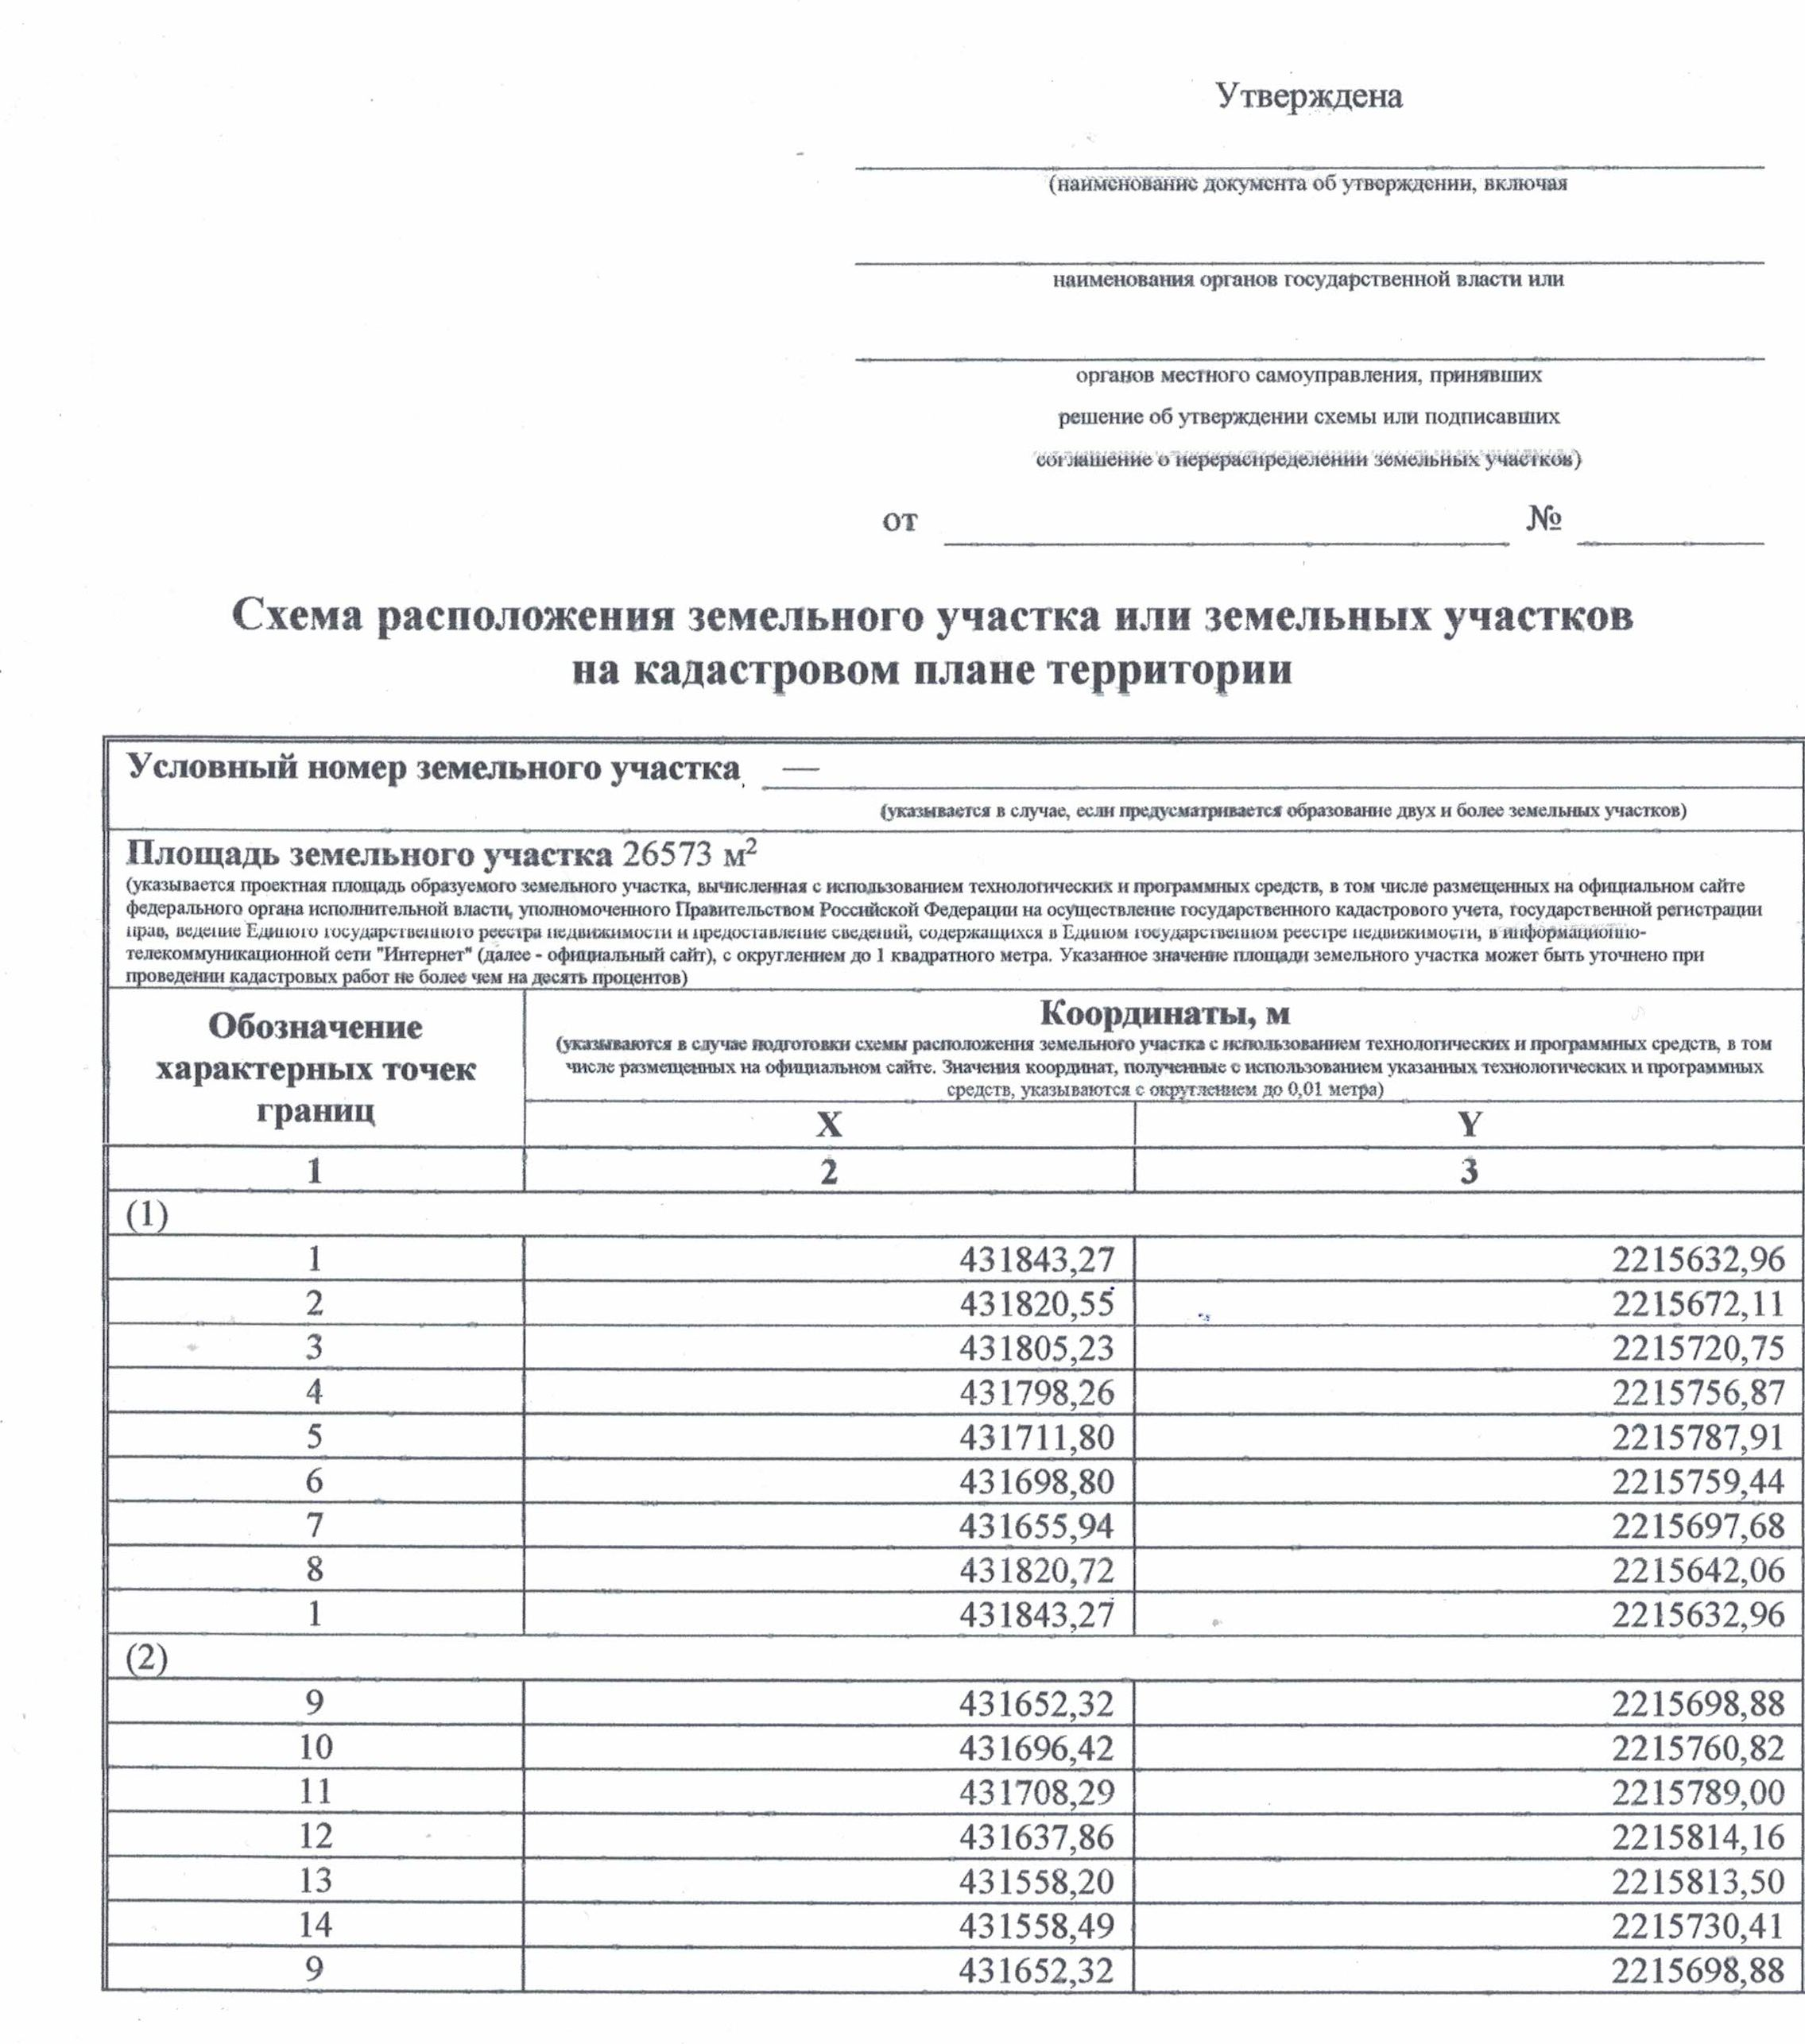 Утверждена
(наименование документа об утверждении, включая
наименования органов государственной власти или
органов местного самоуправления, принявших
решение об утверждении схемы или подписавших
соглашение о перераспределении земельных участков)
от №
Схема расположения земельного участка или земельных участков
на кадастровом плане территории
Условный номер земельного участка —
(указывается в случае, если предусматривается образование двух и более земельных участков)
Площадь земельного участка 26573 м²
(указывается проектная площадь образуемого земельного участка, вычисленная с использованием технологических и программных средств, в том числе размещенных на официальном сайте
федерального органа исполнительной власти, уполномоченного Правительством Российской Федерации на осуществление государственного кадастрового учета, государственной регистрации
прав, ведение Единого государственного реестра недвижимости и предоставление сведений, содержащихся в Едином государственном реестре недвижимости, в информационно-
телекоммуникационной сети "Интернет" (далее - официальный сайт), с округлением до 1 квадратного метра. Указанное значение площади земельного участка может быть уточнено при
проведении кадастровых работ не более чем на десять процентов)
Обозначение
характерных точек
границ
Координаты, м
(указываются в случае подготовки схемы расположения земельного участка с использованием технологических и программных средств, в том
числе размещенных на официальном сайте. Значения координат, полученные с использованием указанных технологических и программных
средств, указываются с округлением до 0,01 метра)
X Y
1 2 3
(1)
1 431843,27 2215632,96
2 431820,55 2215672,11
3 431805,23 2215720,75
4 431798,26 2215756,87
5 431711,80 2215787,91
6 431698,80 2215759,44
7 431655,94 2215697,68
8 431820,72 2215642,06
1 431843,27 2215632,96
(2)
9 431652,32 2215698,88
10 431696,42 2215760,82
11 431708,29 2215789,00
12 431637,86 2215814,16
13 431558,20 2215813,50
14 431558,49 2215730,41
9 431652,32 2215698,88